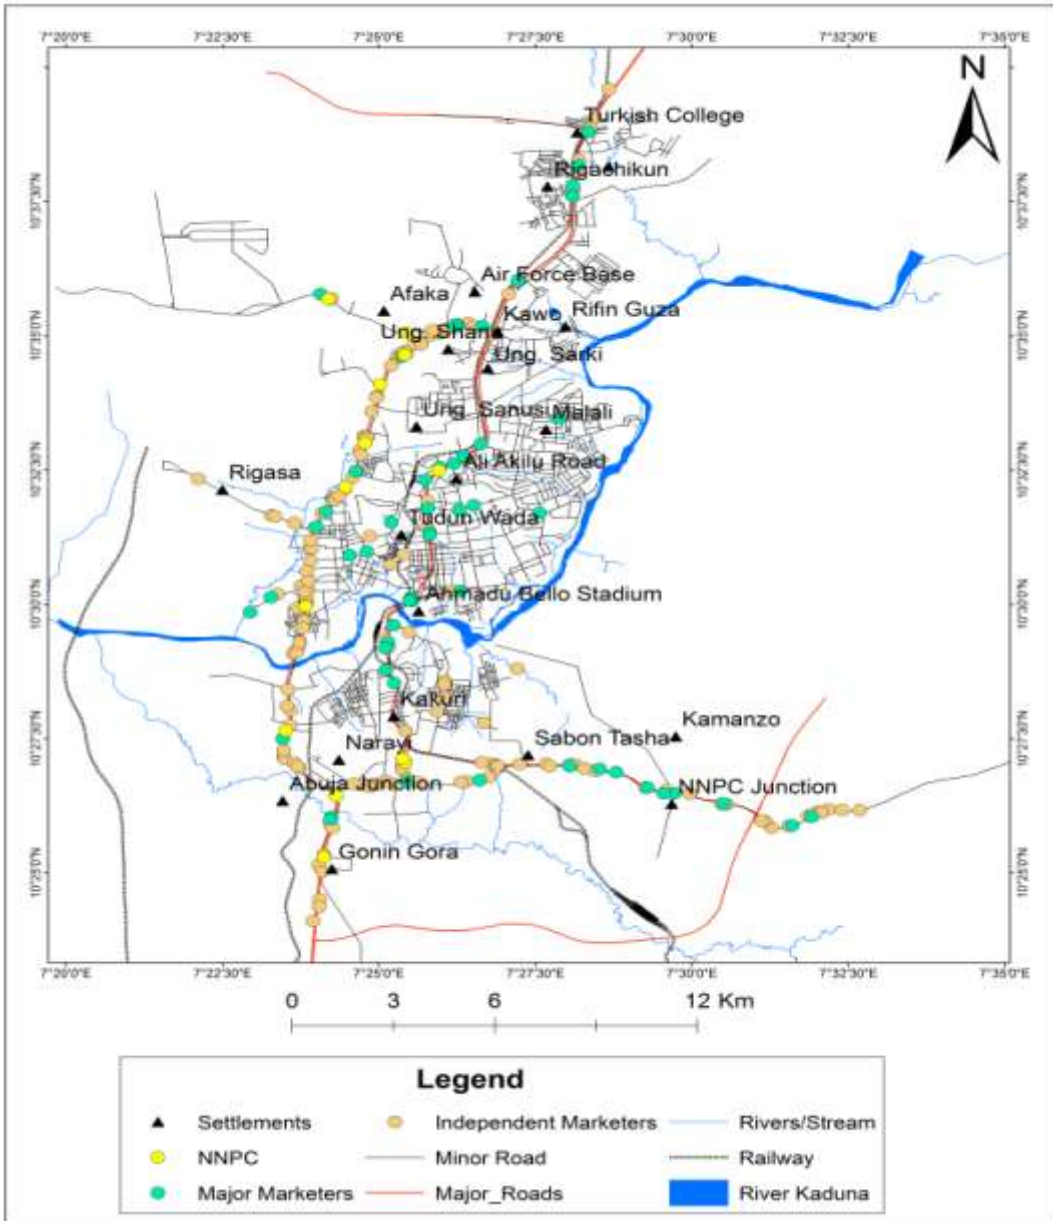 7°20'0"E 7°22'30"E 7°25'0"E 7°27'30"E 7°30'0"E 7°32'30"E 7°35'0"E
N
Turkish College
Rigachikun
10°37'30"N 10°37'30"N
Air Force Base
Afaka
Rifin Guza
Kawo
Ung. Shanu
10°35'0"N 10°35'0"N
Ung. Sarki
Ung. Sanusi Malali
Ali Akilu Road
10°32'30"N 10°32'30"N
Rigasa
Tudun Wada
Ahmadu Bello Stadium
10°30'0"N 10°30'0"N
Kakuri
Kamanzo
Sabon Tasha
10°27'30"N 10°27'30"N
Narayi
Abuja Junction NNPC Junction
Gonin Gora
10°25'0"N 10°25'0"N
7°20'0"E 7°22'30"E 7°25'0"E 7°27'30"E 7°30'0"E 7°32'30"E 7°35'0"E
0 3 6 12 Km
Legend
Settlements Independent Marketers Rivers/Stream
NNPC Minor Road Railway
Major Marketers Major_Roads River Kaduna